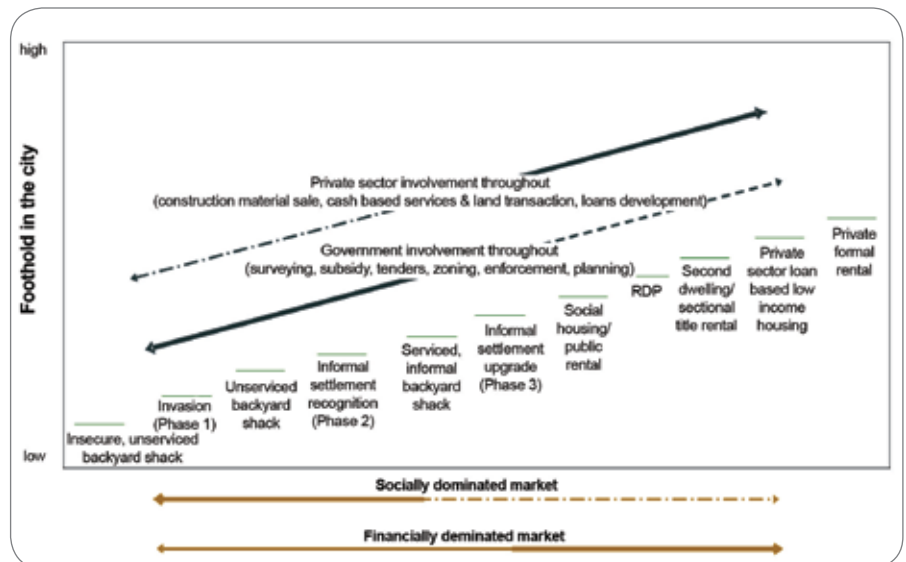 high
Foothold in the city
Private sector involvement throughout
(construction material sale, cash based services & land transaction, loans development)
Government involvement throughout
(surveying, subsidy, tenders, zoning, enforcement, planning)
Private
formal
rental
Private
sector loan
based low
income
housing
Second
dwelling/
sectional
title rental
RDP
Social
housing/
public
rental
Informal
settlement
upgrade
(Phase 3)
Serviced,
informal
backyard
shack
Informal
settlement
recognition
(Phase 2)
Unserviced
backyard
shack
Invasion
(Phase 1)
Insecure, unserviced
backyard shack
low
Socially dominated market
Financially deminated market